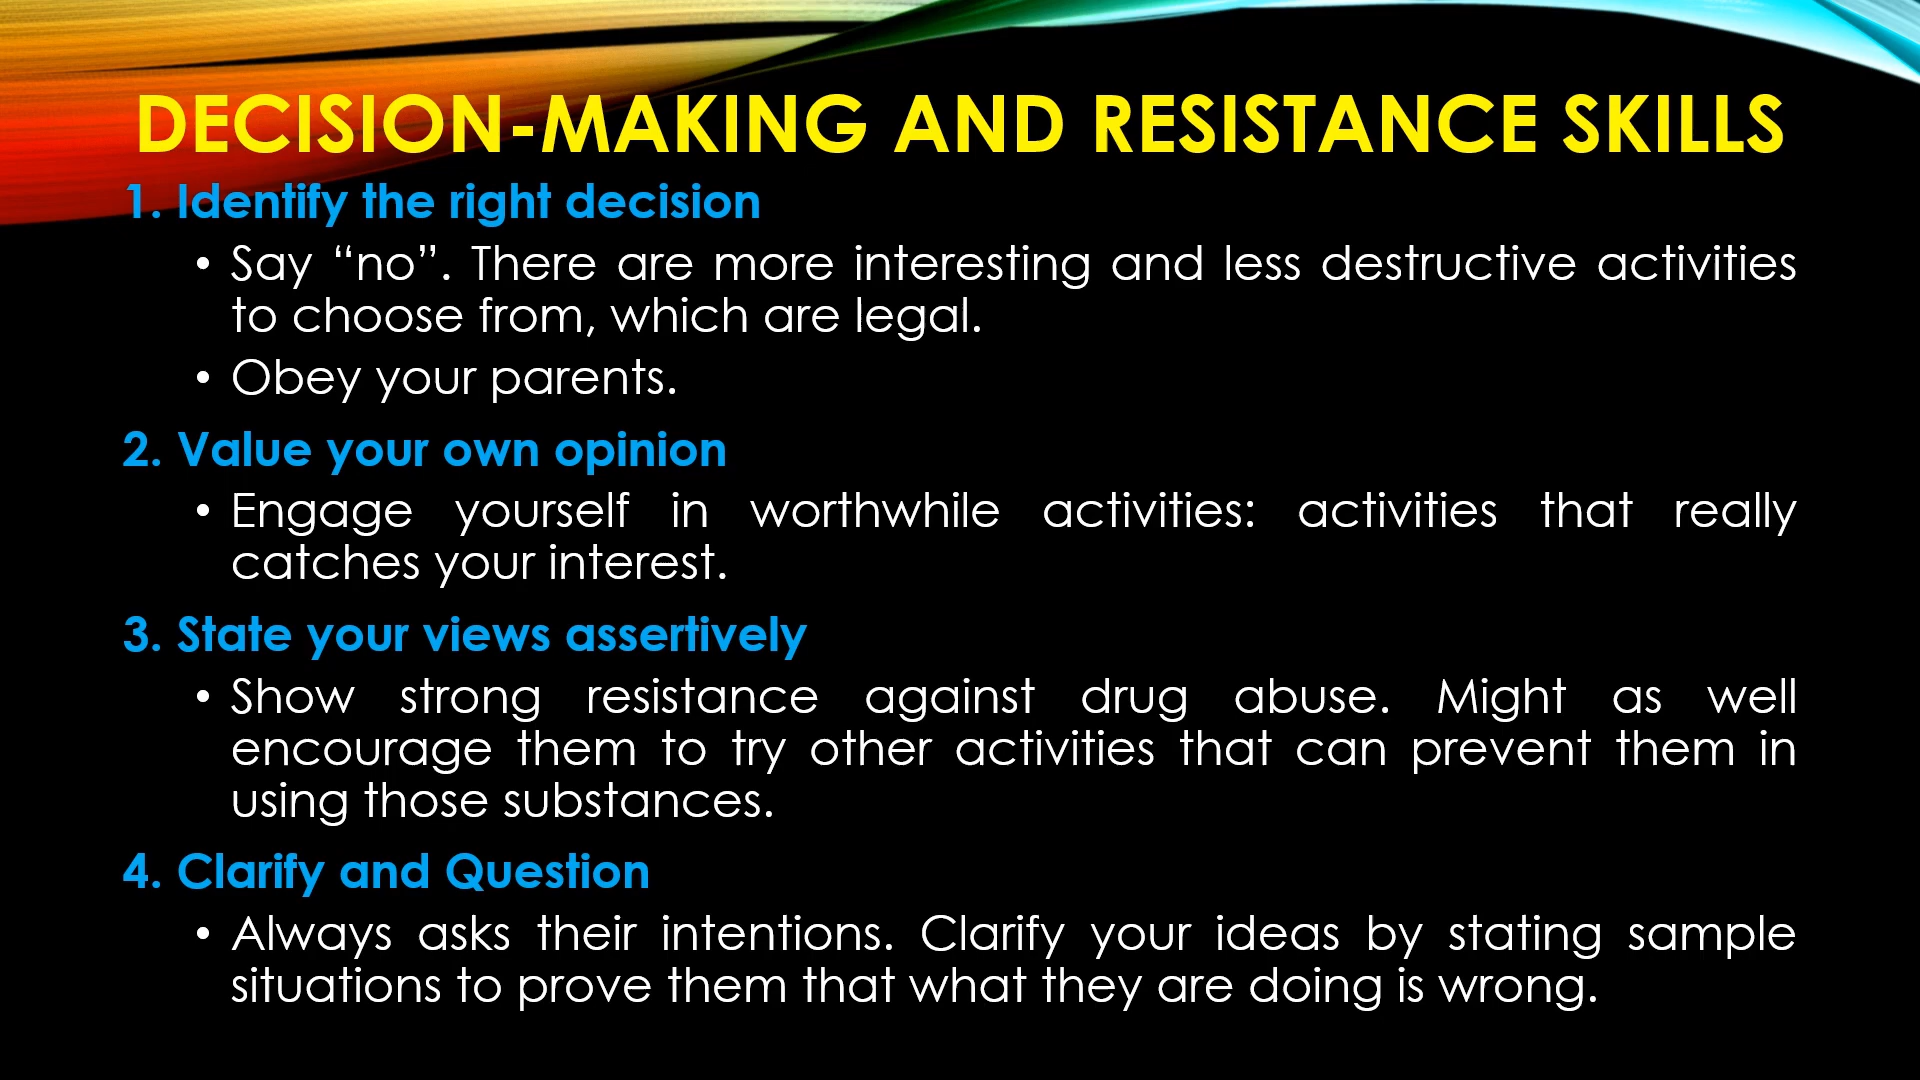 DECISION-MAKING AND RESISTANCE SKILLS
1. Identify the right decision
• Say “no”. There are more interesting and less destructive activities
to choose from, which are legal.
• Obey your parents.
2. Value your own opinion
• Engage yourself in worthwhile activities: activities that really
catches your interest.
3. State your views assertively
• Show strong resistance against drug abuse. Might as well
encourage them to try other activities that can prevent them in
using those substances.
4. Clarify and Question
• Always asks their intentions. Clarify your ideas by stating sample
situations to prove them that what they are doing is wrong.